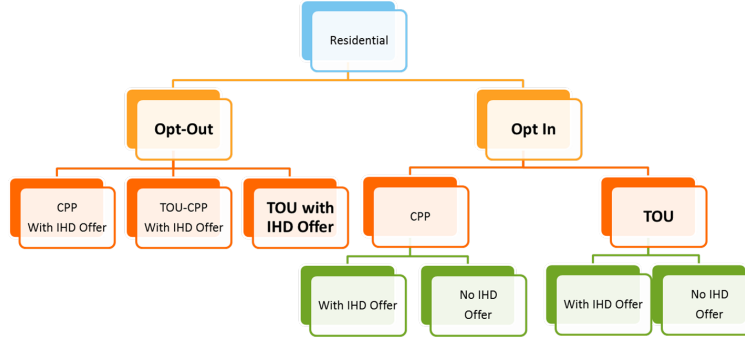 Residential
Opt-Out
Opt In
CPP
With IHD Offer
TOU-CPP
With IHD Offer
TOU with
IHD Offer
CPP
TOU
With IHD Offer
No IHD
Offer
With IHD Offer
No IHD
Offer